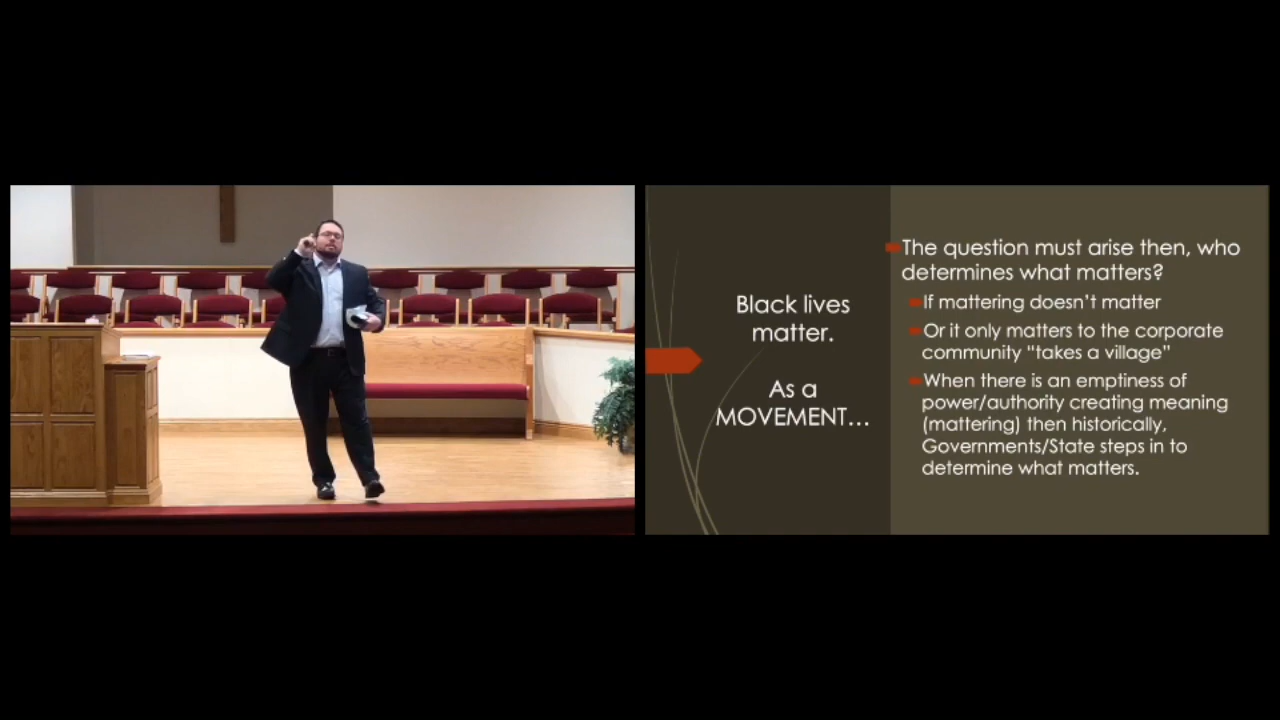 Black lives
matter.
As a
MOVEMENT...
The question must arise then, who
determines what matters?
If mattering doesn't matter
Or it only matters to the corporate
community “takes a village”
When there is an emptiness of
power/authority creating meaning
(mattering) then historically,
Governments/State steps in to
determine what matters.